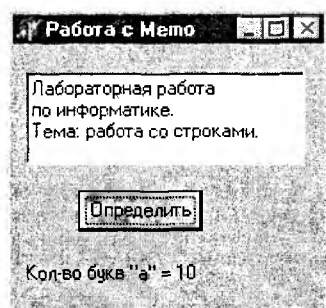 Работа с Memo
Лабораторная работа
по информатике.
Тема: работа со строками.
Определить
Кол-во букв "а" = 10